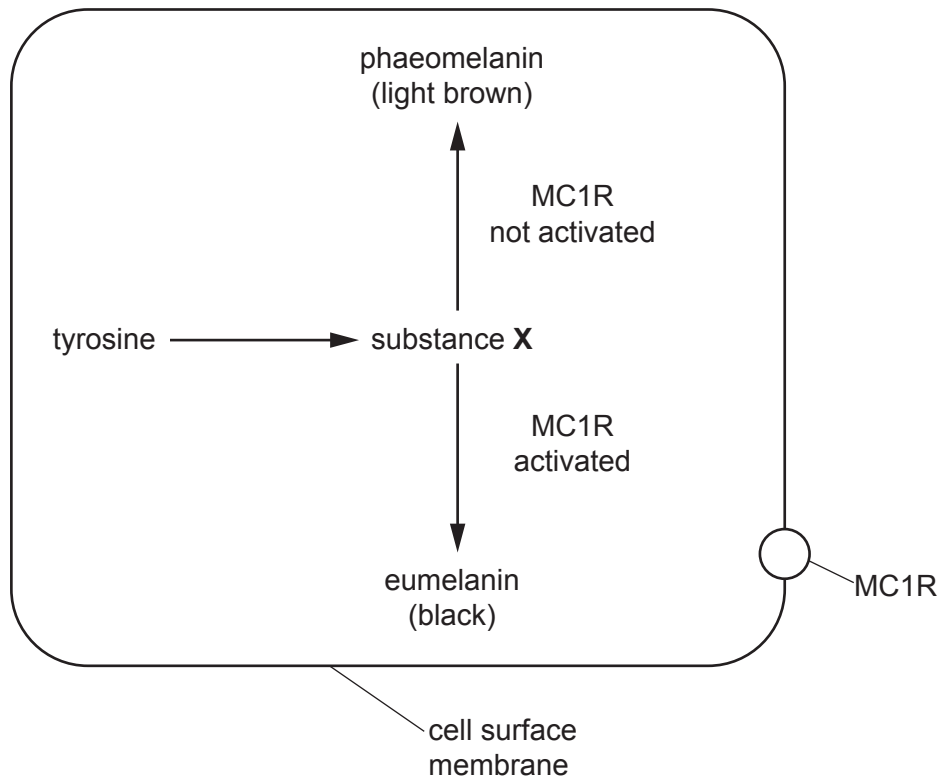 phaeomelanin
(light brown)
MC1R
not activated
tyrosine
substance X
MC1R
activated
eumelanin
(black)
MC1R
cell surface
membrane